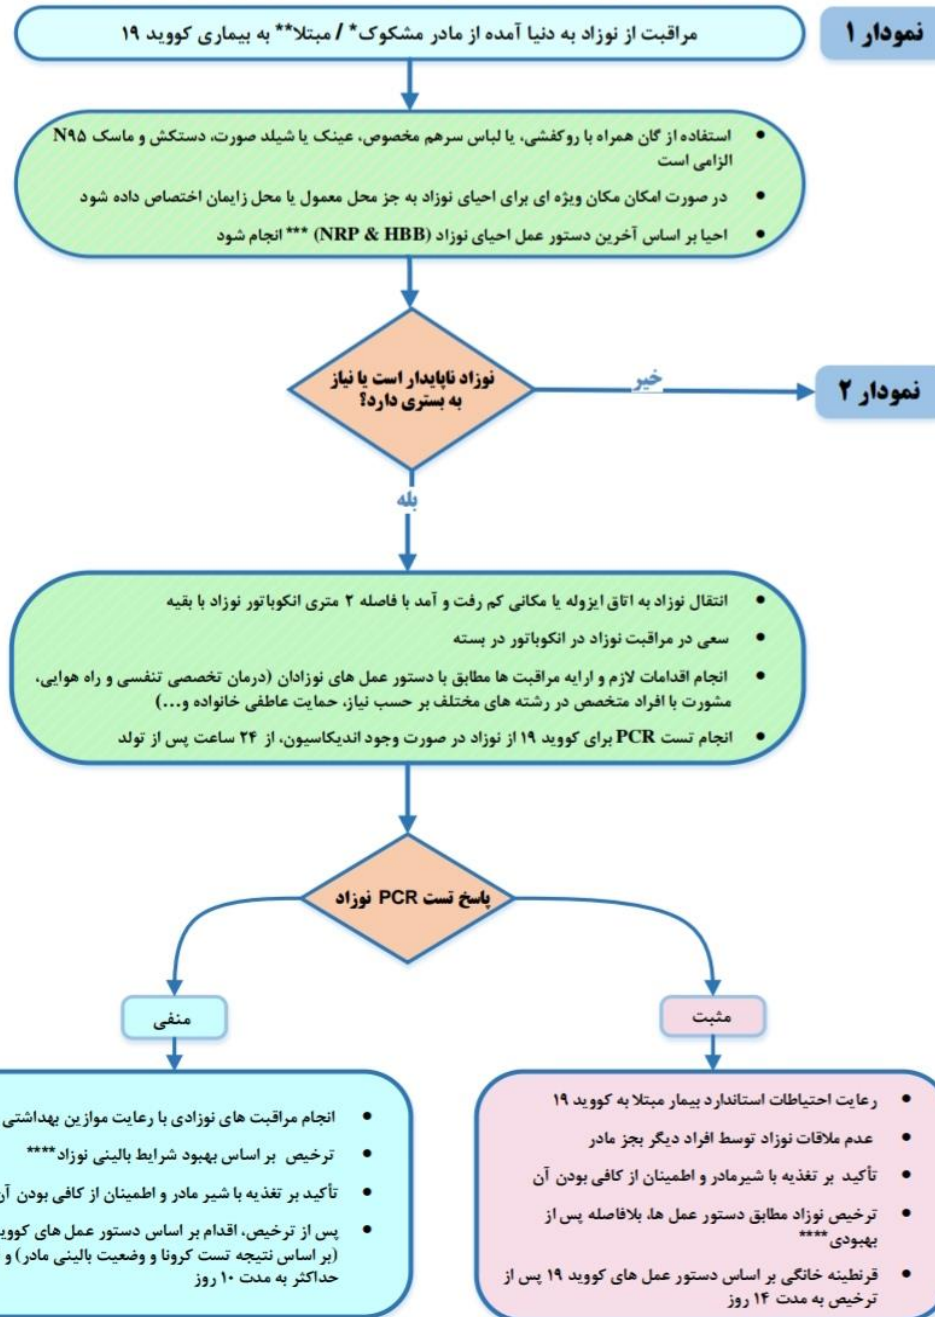 نمودار ۱
مراقبت از نوزاد به دنیا آمده از مادر مشکوک* / مبتلا** به بیماری کووید ۱۹
• استفاده از گان همراه با روکفشی، یا لباس سرهم مخصوص، عینک یا شیلد صورت، دستکش و ماسک N۹۵
الزامی است
• در صورت امکان مکان ویژه ای برای احیای نوزاد به جز محل معمول یا محل زایمان اختصاص داده شود
• احیا بر اساس آخرین دستور عمل احیای نوزاد (NRP & HBB) *** انجام شود
نوزاد ناپایدار است یا نیاز
به بستری دارد؟
خیر
نمودار ۲
بله
• انتقال نوزاد به اتاق ایزوله یا مکانی کم رفت و آمد با فاصله ۲ متری انکوباتور نوزاد با بقیه
• سعی در مراقبت نوزاد در انکوباتور در بسته
• انجام اقدامات لازم و ارایه مراقبت ها مطابق با دستور عمل های نوزادان (درمان تخصصی تنفسی و راه هوایی،
مشورت با افراد متخصص در رشته های مختلف بر حسب نیاز، حمایت عاطفی خانواده و...)
• انجام تست PCR برای کووید ۱۹ از نوزاد در صورت وجود اندیکاسیون، از ۲۴ ساعت پس از تولد
پاسخ تست PCR نوزاد
مثبت
• رعایت احتیاطات استاندارد بیمار مبتلا به کووید ۱۹
• عدم ملاقات نوزاد توسط افراد دیگر بجز مادر
• تأکید بر تغذیه با شیرمادر و اطمینان از کافی بودن آن
• ترخیص نوزاد مطابق دستور عمل ها، بلافاصله پس از
بهبودی****
• قرنطینه خانگی بر اساس دستور عمل های کووید ۱۹ پس از
ترخیص به مدت ۱۴ روز
منفی
• انجام مراقبت های نوزادی با رعایت موازین بهداشتی
• ترخیص بر اساس بهبود شرایط بالینی نوزاد****
• تأکید بر تغذیه با شیر مادر و اطمینان از کافی بودن آن
• پس از ترخیص، اقدام بر اساس دستور عمل های کووید
(بر اساس نتیجه تست کرونا و وضعیت بالینی مادر) و
حداکثر به مدت ۱۰ روز